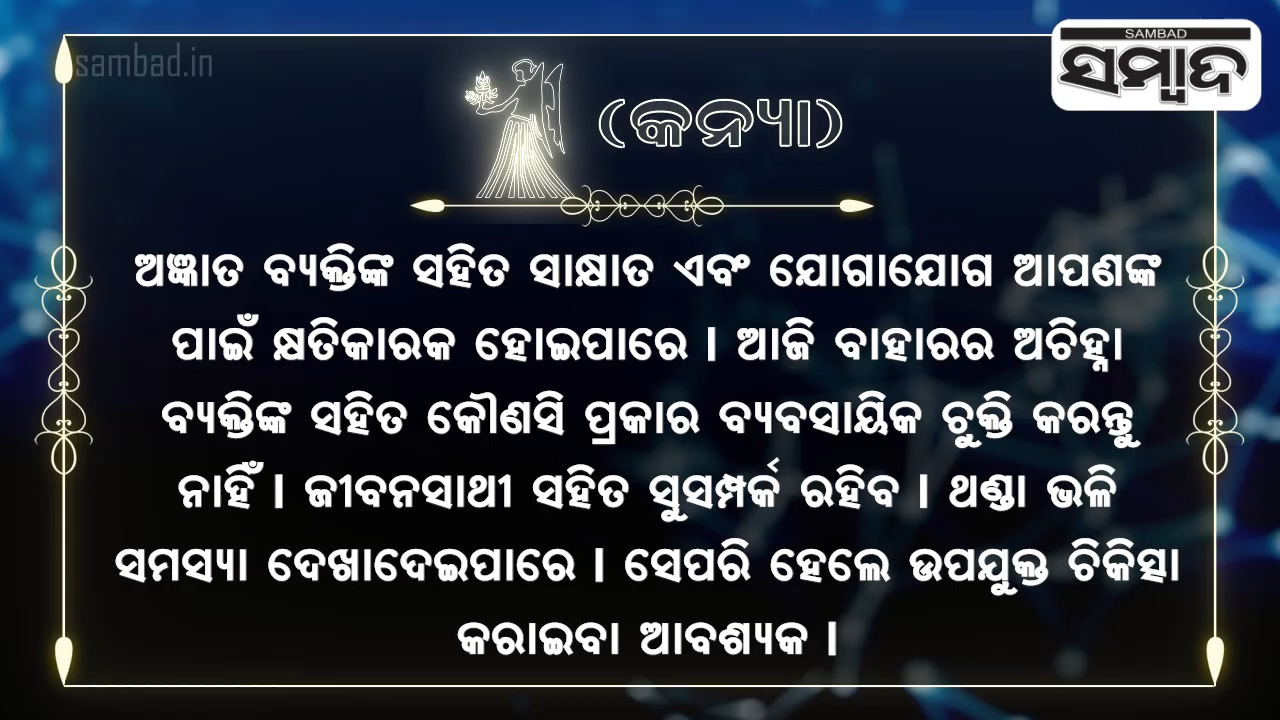 sambad.in
SAMBAD
ସମ୍ବାଦ
(କନ୍ୟା)
ଅଜ୍ଞାତ ବ୍ୟକ୍ତିଙ୍କ ସହିତ ସାକ୍ଷାତ ଏବଂ ଯୋଗାଯୋଗ ଆପଣଙ୍କ
ପାଇଁ କ୍ଷତିକାରକ ହୋଇପାରେ । ଆଜି ବାହାରର ଅଚିହ୍ନା
ବ୍ୟକ୍ତିଙ୍କ ସହିତ କୌଣସି ପ୍ରକାର ବ୍ୟବସାୟିକ ଚୁକ୍ତି କରନ୍ତୁ
ନାହିଁ । ଜୀବନସାଥୀ ସହିତ ସୁସମ୍ପର୍କ ରହିବ । ଥଣ୍ଡା ଭଳି
ସମସ୍ୟା ଦେଖାଦେଇପାରେ । ସେପରି ହେଲେ ଉପଯୁକ୍ତ ଚିକିତ୍ସା
କରାଇବା ଆବଶ୍ୟକ ।